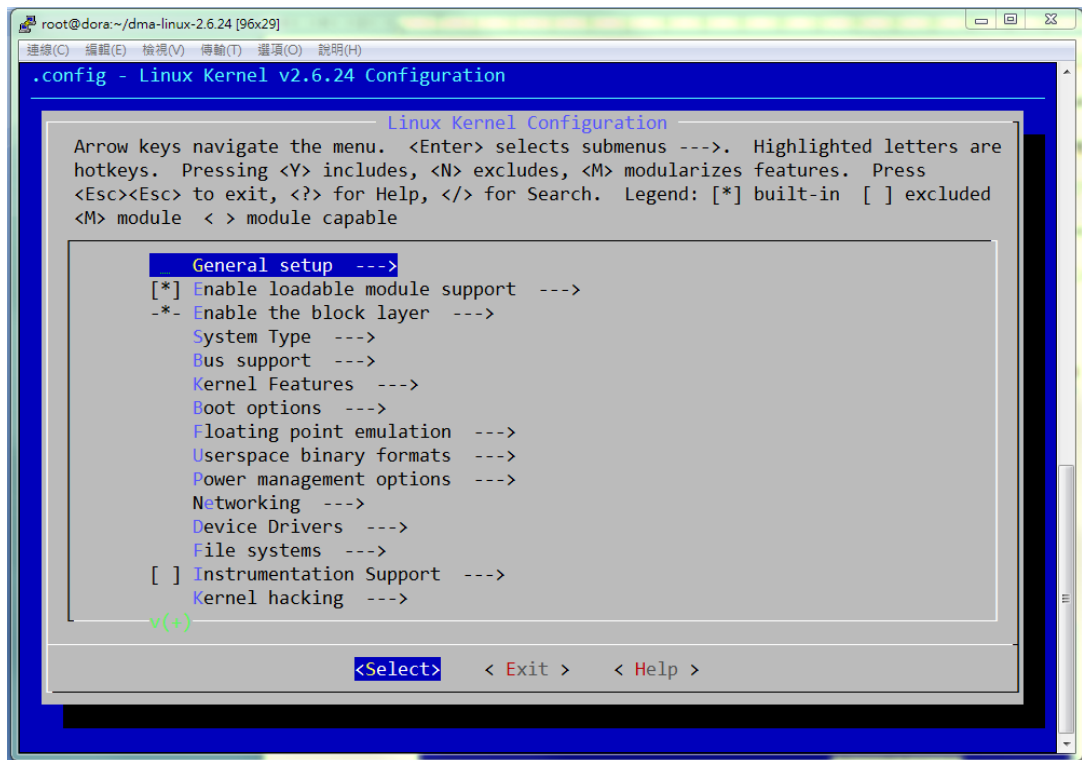 root@dora:~/dma-linux-2.6.24 [96x29]
連線(C) 編輯(E) 檢視(V) 傳輸(T) 選項(O) 說明(H)
.config - Linux Kernel v2.6.24 Configuration
Linux Kernel Configuration
Arrow keys navigate the menu.  <Enter> selects submenus --->.  Highlighted letters are
hotkeys.  Pressing <Y> includes, <N> excludes, <M> modularizes features.  Press
<Esc><Esc> to exit, <?> for Help, </> for Search.  Legend: [*] built-in  [ ] excluded
<M> module  < > module capable
General setup  --->
[*] Enable loadable module support  --->
-*- Enable the block layer  --->
System Type  --->
Bus support  --->
Kernel Features  --->
Boot options  --->
Floating point emulation  --->
Userspace binary formats  --->
Power management options  --->
Networking  --->
Device Drivers  --->
File systems  --->
[ ] Instrumentation Support  --->
Kernel hacking  --->
v(+)
<Select>    < Exit >    < Help >